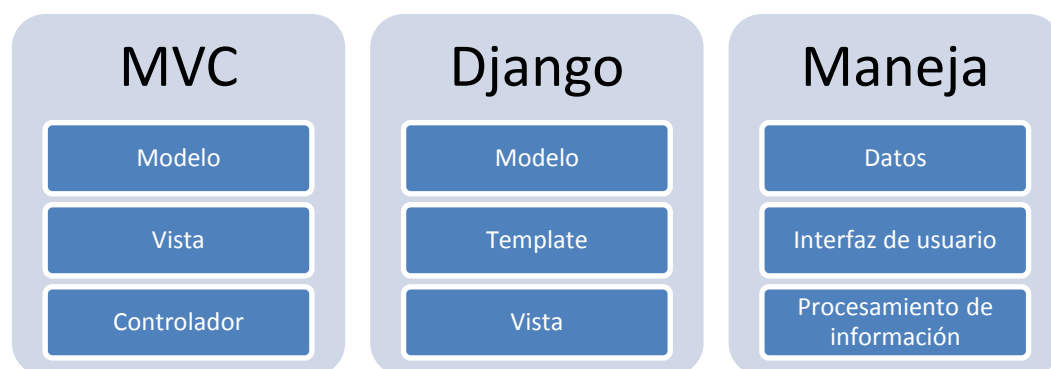 MVC
Modelo
Vista
Controlador
Django
Modelo
Template
Vista
Maneja
Datos
Interfaz de usuario
Procesamiento de
información